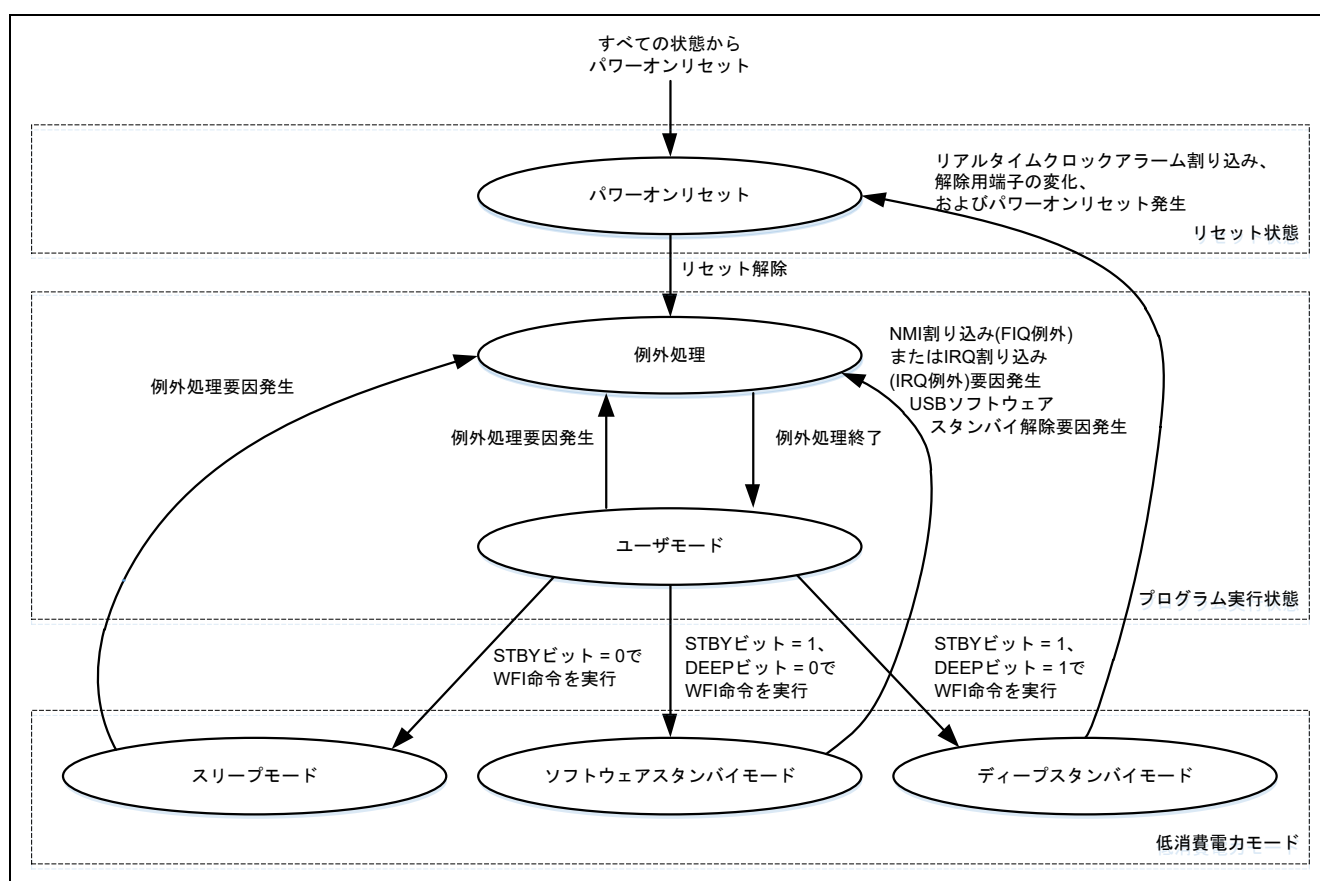 すべての状態から
パワーオンリセット
パワーオンリセット
リアルタイムクロックアラーム割り込み、
解除用端子の変化、
およびパワーオンリセット発生
リセット状態
リセット解除
例外処理
NMI割り込み(FIQ例外)
またはIRQ割り込み
(IRQ例外)要因発生
USBソフトウェア
スタンバイ解除要因発生
例外処理要因発生
例外処理要因発生
例外処理終了
ユーザモード
プログラム実行状態
STBYビット = 0で
WFI命令を実行
STBYビット = 1、
DEEPビット = 0で
WFI命令を実行
STBYビット = 1、
DEEPビット = 1で
WFI命令を実行
スリープモード
ソフトウェアスタンバイモード
ディープスタンバイモード
低消費電力モード